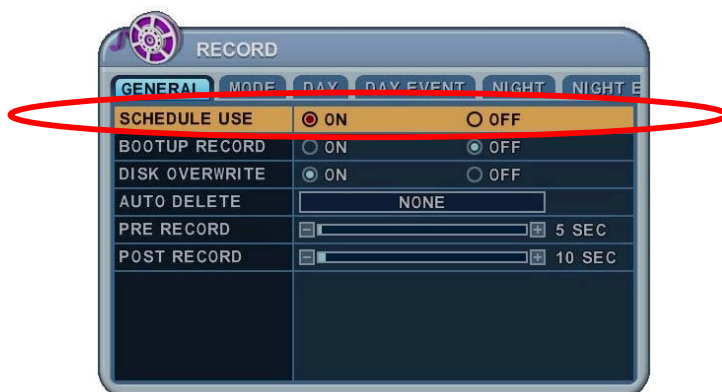 RECORD
GENERAL MODE DAY DAY EVENT NIGHT NIGHT E
SCHEDULE USE ON OFF
BOOTUP RECORD ON OFF
DISK OVERWRITE ON OFF
AUTO DELETE NONE
PRE RECORD 5 SEC
POST RECORD 10 SEC